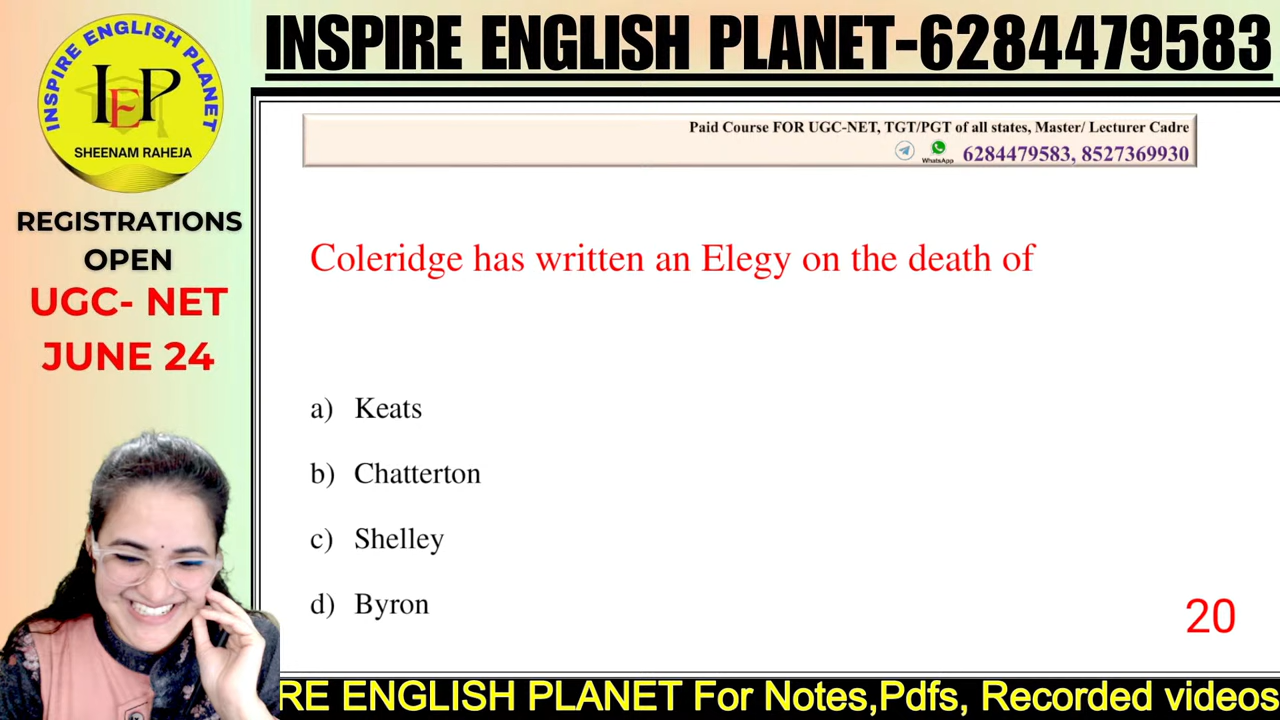 INSPIRE ENGLISH PLANET-6284479583
INSPIRE ENGLISH PLANET
IEP
SHEENAM RAHEJA
Paid Course FOR UGC-NET, TGT/PGT of all states, Master/ Lecturer Cadre
WhatsApp 6284479583, 8527369930
REGISTRATIONS
OPEN
UGC- NET
JUNE 24
Coleridge has written an Elegy on the death of
a) Keats
b) Chatterton
c) Shelley
d) Byron
20
RE ENGLISH PLANET For Notes,Pdfs, Recorded videos